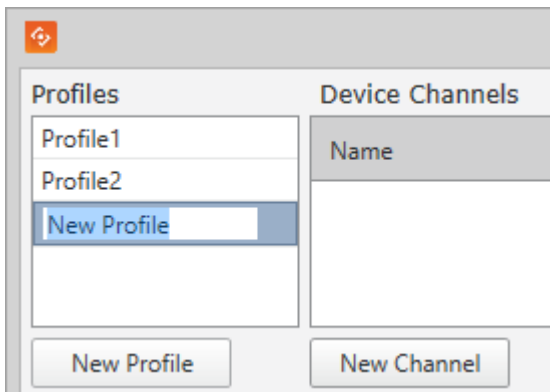 Profiles
Device Channels
Profile1
Name
Profile2
New Profile
New Profile
New Channel